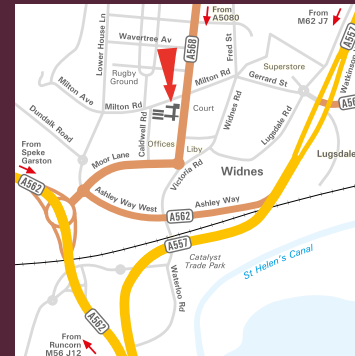 From
A5080
From
M62 J7
Lower House Ln
Wavertree Av
A568
Fred St
A557
Watkinson
Superstore
Rugby
Ground
Milton Rd
Gerrard St
Milton Ave
A56
Dundalk Road
Milton Rd
Court
Widnes Rd
Lugsdale Rd
Caldwell Rd
Offices
Liby
From
Speke
Garston
Moor Lane
Victoria Rd
Widnes
Lugsdale
A562
Ashley Way West
A562
Ashley Way
A557
Catalyst
Trade Park
St Helen's Canal
Waterloo Rd
A562
From
Runcorn
M56 J12